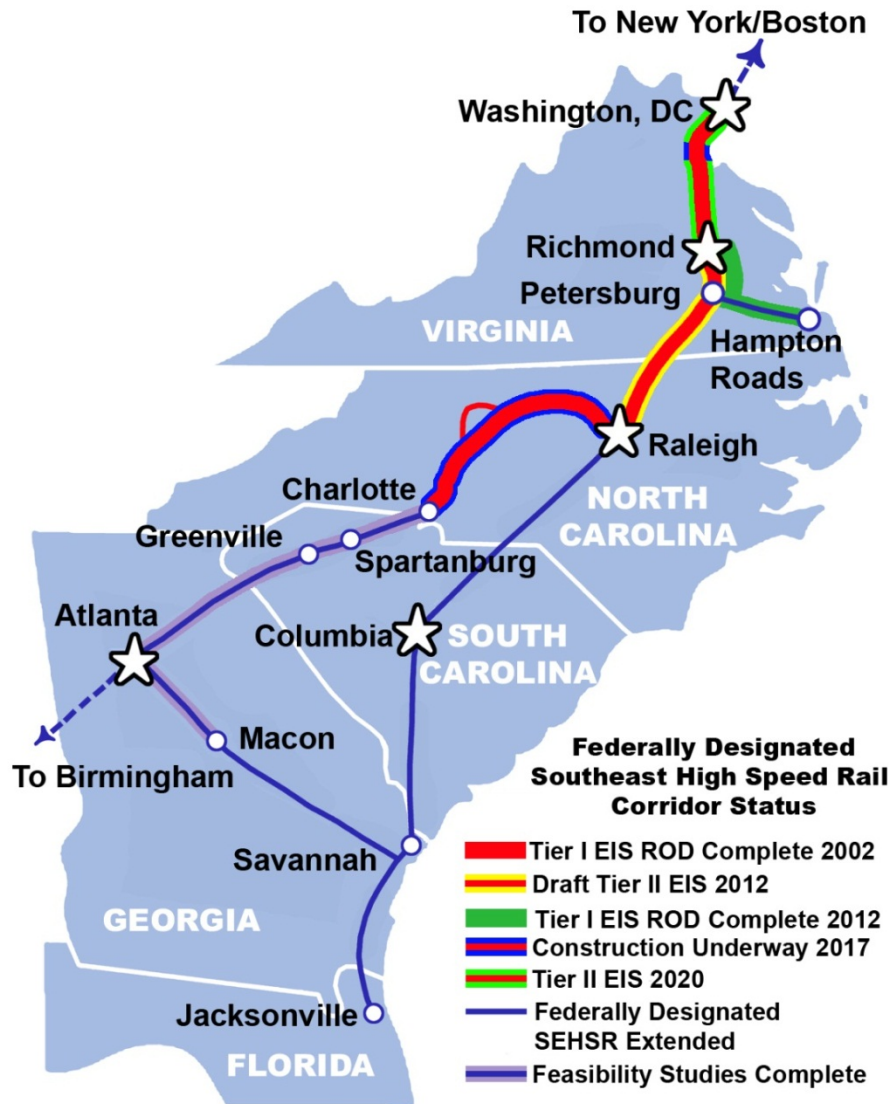 To New York/Boston
Washington, DC
Richmond
Petersburg
VIRGINIA
Hampton
Roads
Raleigh
Charlotte
NORTH
CAROLINA
Greenville
Spartanburg
Atlanta
Columbia
SOUTH
CAROLINA
Macon
To Birmingham
Savannah
GEORGIA
Jacksonville
FLORIDA
Federally Designated
Southeast High Speed Rail
Corridor Status
Tier I EIS ROD Complete 2002
Draft Tier II EIS 2012
Tier I EIS ROD Complete 2012
Construction Underway 2017
Tier II EIS 2020
Federally Designated
SEHSR Extended
Feasibility Studies Complete